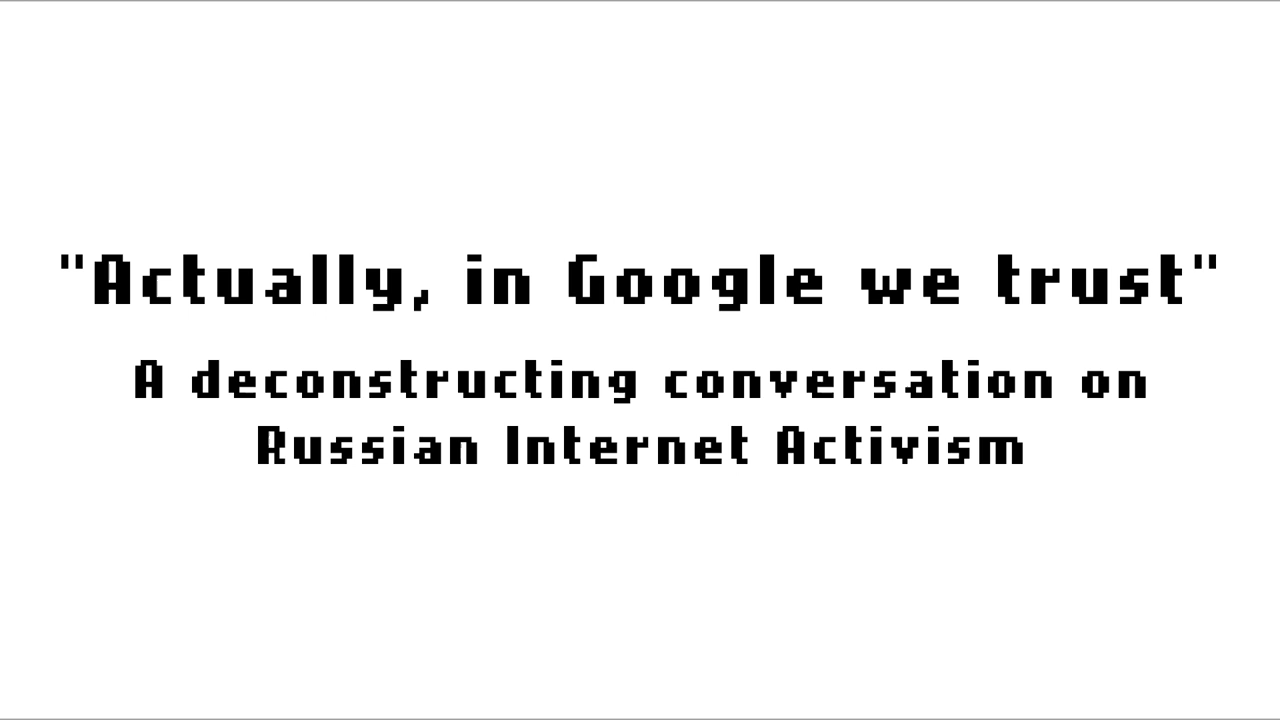 "Actually, in Google we trust"
A deconstructing conversation on
Russian Internet Activism